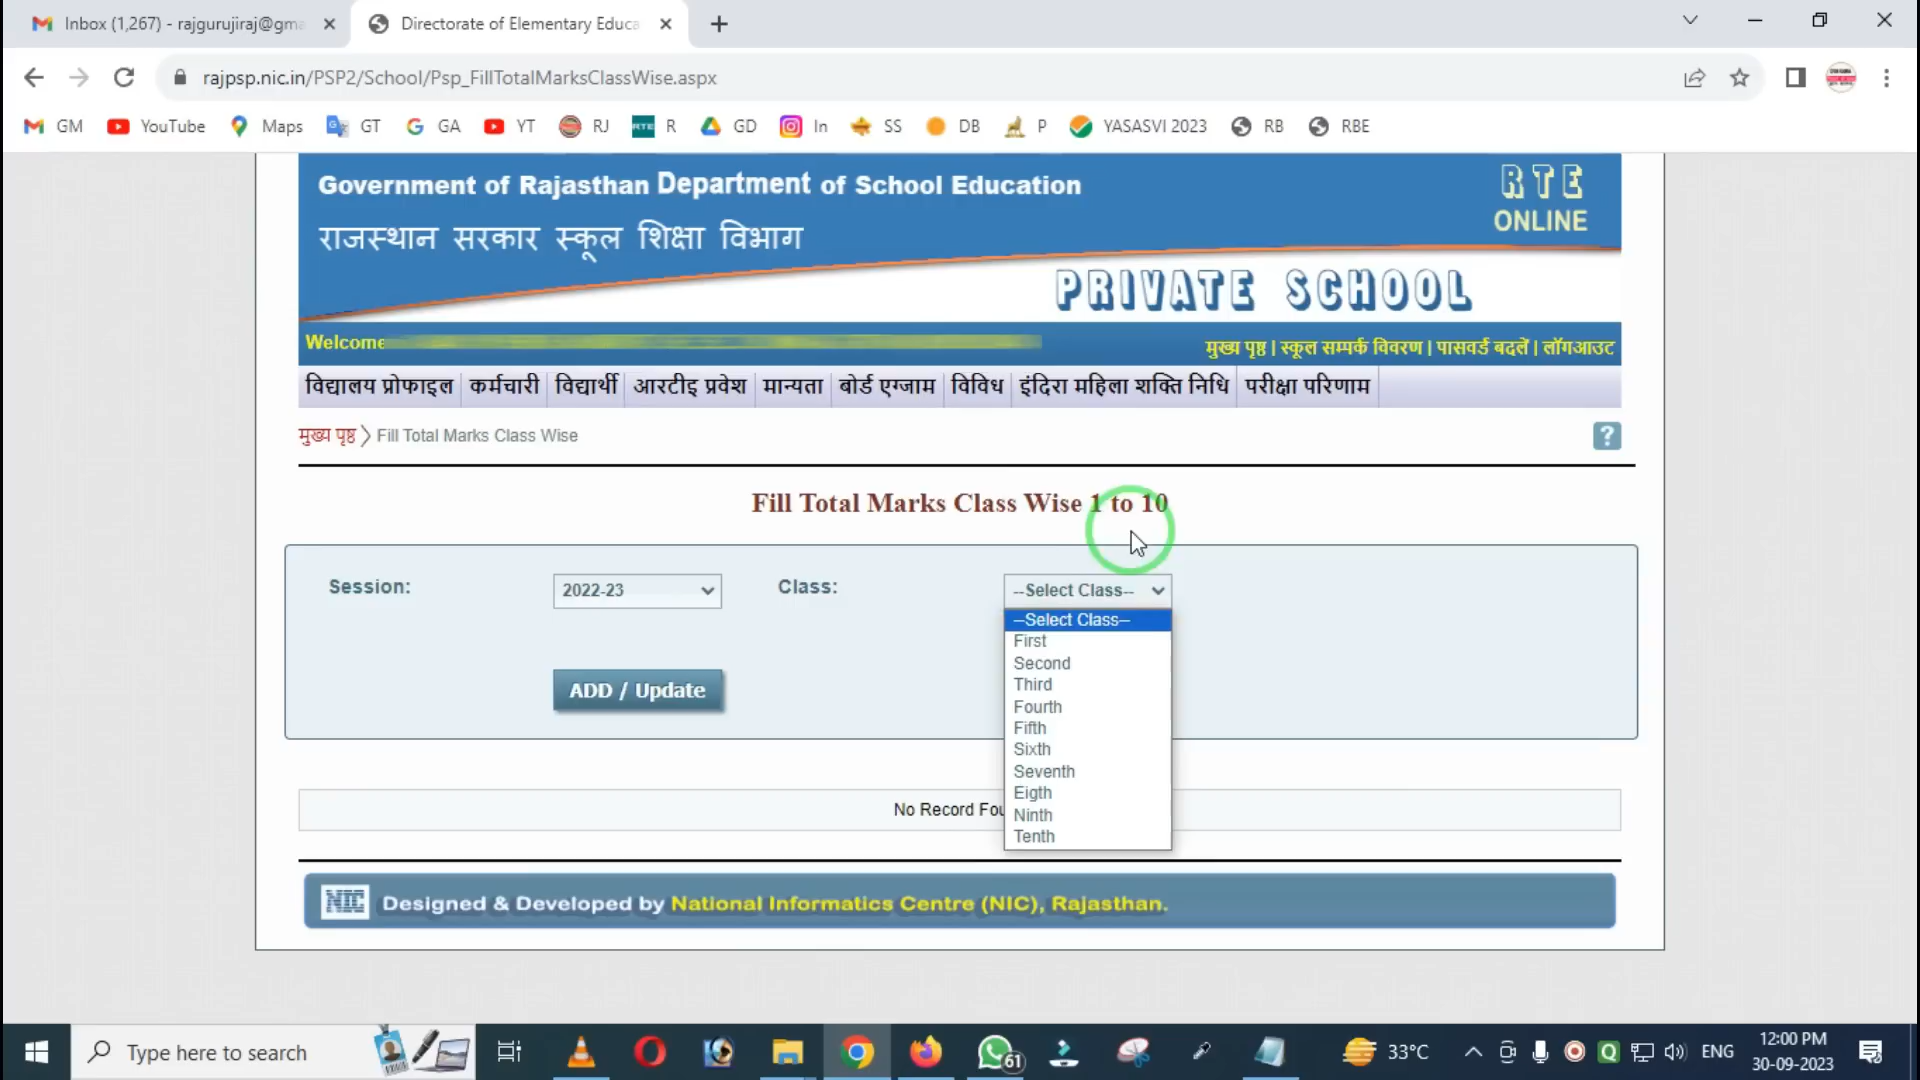 Inbox (1,267) - rajgurujiraj@gma
Directorate of Elementary Educa
rajpsp.nic.in/PSP2/School/Psp_FillTotalMarksClassWise.aspx
GM YouTube Maps GT GA YT RJ RTE R GD In SS DB P YASASVI 2023 RB RBE
Government of Rajasthan Department of School Education
RTE
ONLINE
राजस्थान सरकार स्कूल शिक्षा विभाग
PRIVATE SCHOOL
Welcome
मुख्य पृष्ठ | स्कूल सम्पर्क विवरण | पासवर्ड बदलें | लॉगआउट
विद्यालय प्रोफाइल कर्मचारी विद्यार्थी आरटीइ प्रवेश मान्यता बोर्ड एग्जाम विविध इंदिरा महिला शक्ति निधि परीक्षा परिणाम
मुख्य पृष्ठ Fill Total Marks Class Wise
?
Fill Total Marks Class Wise 1 to 10
Session: 2022-23 Class: --Select Class--
--Select Class--
First
Second
Third
Fourth
Fifth
Sixth
Seventh
Eigth
Ninth
Tenth
ADD / Update
No Record Fou
NIC Designed & Developed by National Informatics Centre (NIC), Rajasthan.
Type here to search
61
33°C
ENG
12:00 PM
30-09-2023